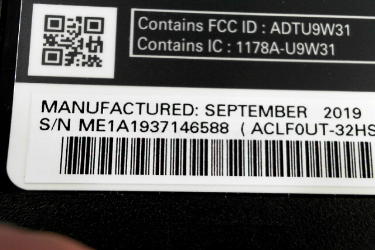 Contains FCC ID : ADTU9W31
Contains IC : 1178A-U9W31
MANUFACTURED: SEPTEMBER 2019
S/N ME1A1937146588 ( ACLF0UT-32HS